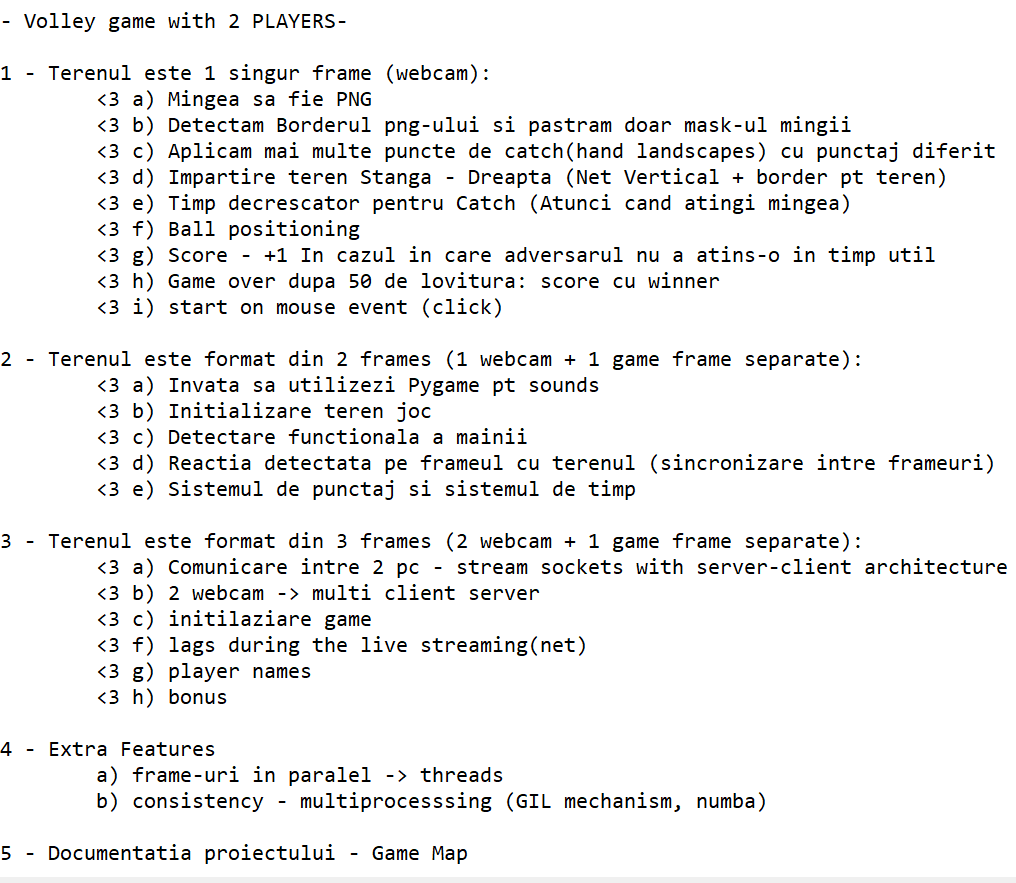 - Volley game with 2 PLAYERS-
1 - Terenul este 1 singur frame (webcam):
<3 a) Mingea sa fie PNG
<3 b) Detectam Borderul png-ului si pastram doar mask-ul mingii
<3 c) Aplicam mai multe puncte de catch(hand landscapes) cu punctaj diferit
<3 d) Impartire teren Stanga - Dreapta (Net Vertical + border pt teren)
<3 e) Timp decrescator pentru Catch (Atunci cand atingi mingea)
<3 f) Ball positioning
<3 g) Score - +1 In cazul in care adversarul nu a atins-o in timp util
<3 h) Game over dupa 50 de lovitura: score cu winner
<3 i) start on mouse event (click)
2 - Terenul este format din 2 frames (1 webcam + 1 game frame separate):
<3 a) Invata sa utilizezi Pygame pt sounds
<3 b) Initializare teren joc
<3 c) Detectare functionala a mainii
<3 d) Reactia detectata pe frameul cu terenul (sincronizare intre frameuri)
<3 e) Sistemul de punctaj si sistemul de timp
3 - Terenul este format din 3 frames (2 webcam + 1 game frame separate):
<3 a) Comunicare intre 2 pc - stream sockets with server-client architecture
<3 b) 2 webcam -> multi client server
<3 c) initilaziare game
<3 f) lags during the live streaming(net)
<3 g) player names
<3 h) bonus
4 - Extra Features
a) frame-uri in paralel -> threads
b) consistency - multiprocesssing (GIL mechanism, numba)
5 - Documentatia proiectului - Game Map